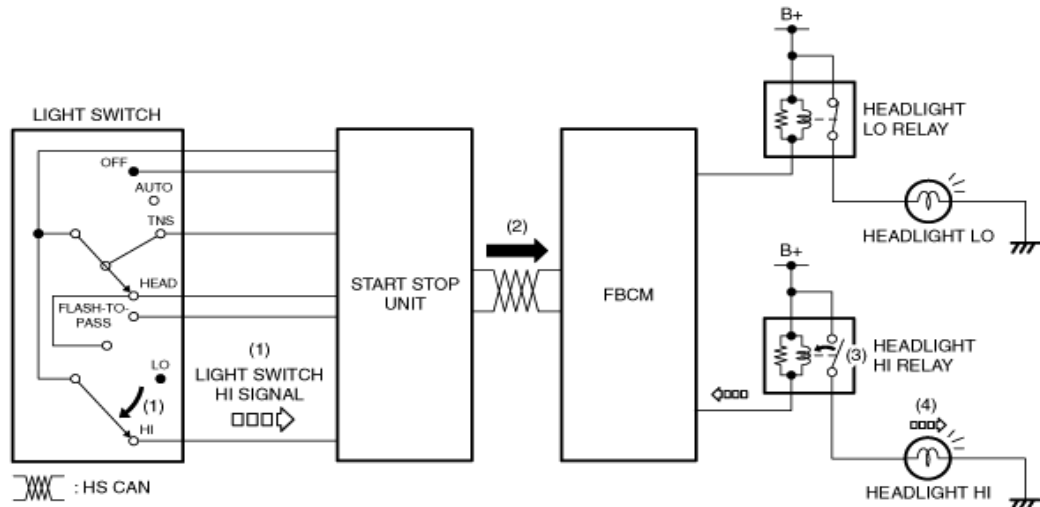 LIGHT SWITCH
OFF
AUTO
TNS
HEAD
FLASH-TO-
PASS
LO
(1)
HI
(1)
LIGHT SWITCH
HI SIGNAL
START STOP
UNIT
(2)
FBCM
B+
HEADLIGHT
LO RELAY
HEADLIGHT LO
B+
(3)
HEADLIGHT
HI RELAY
(4)
HEADLIGHT HI
: HS CAN